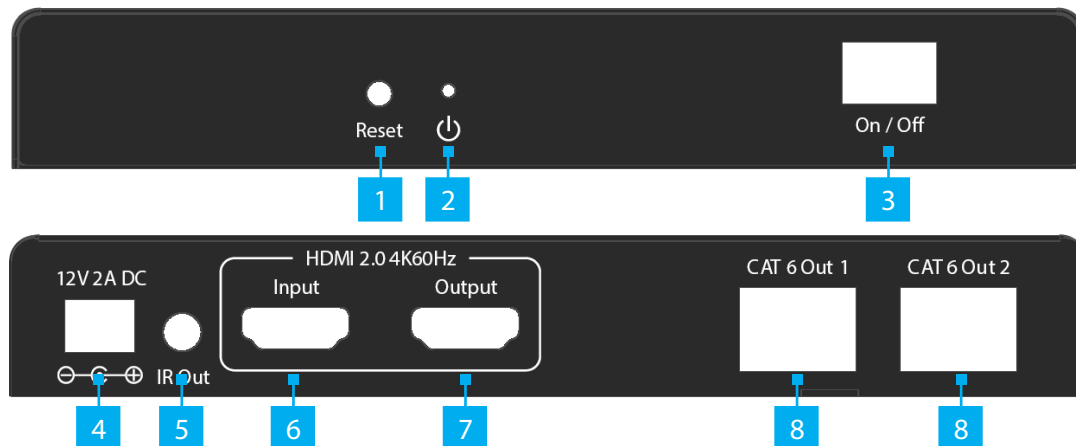 Reset
On / Off
1
2
3
12V 2A DC
HDMI 2.0 4K60Hz
Input
Output
CAT 6 Out 1
CAT 6 Out 2
IR Out
4
5
6
7
8
8